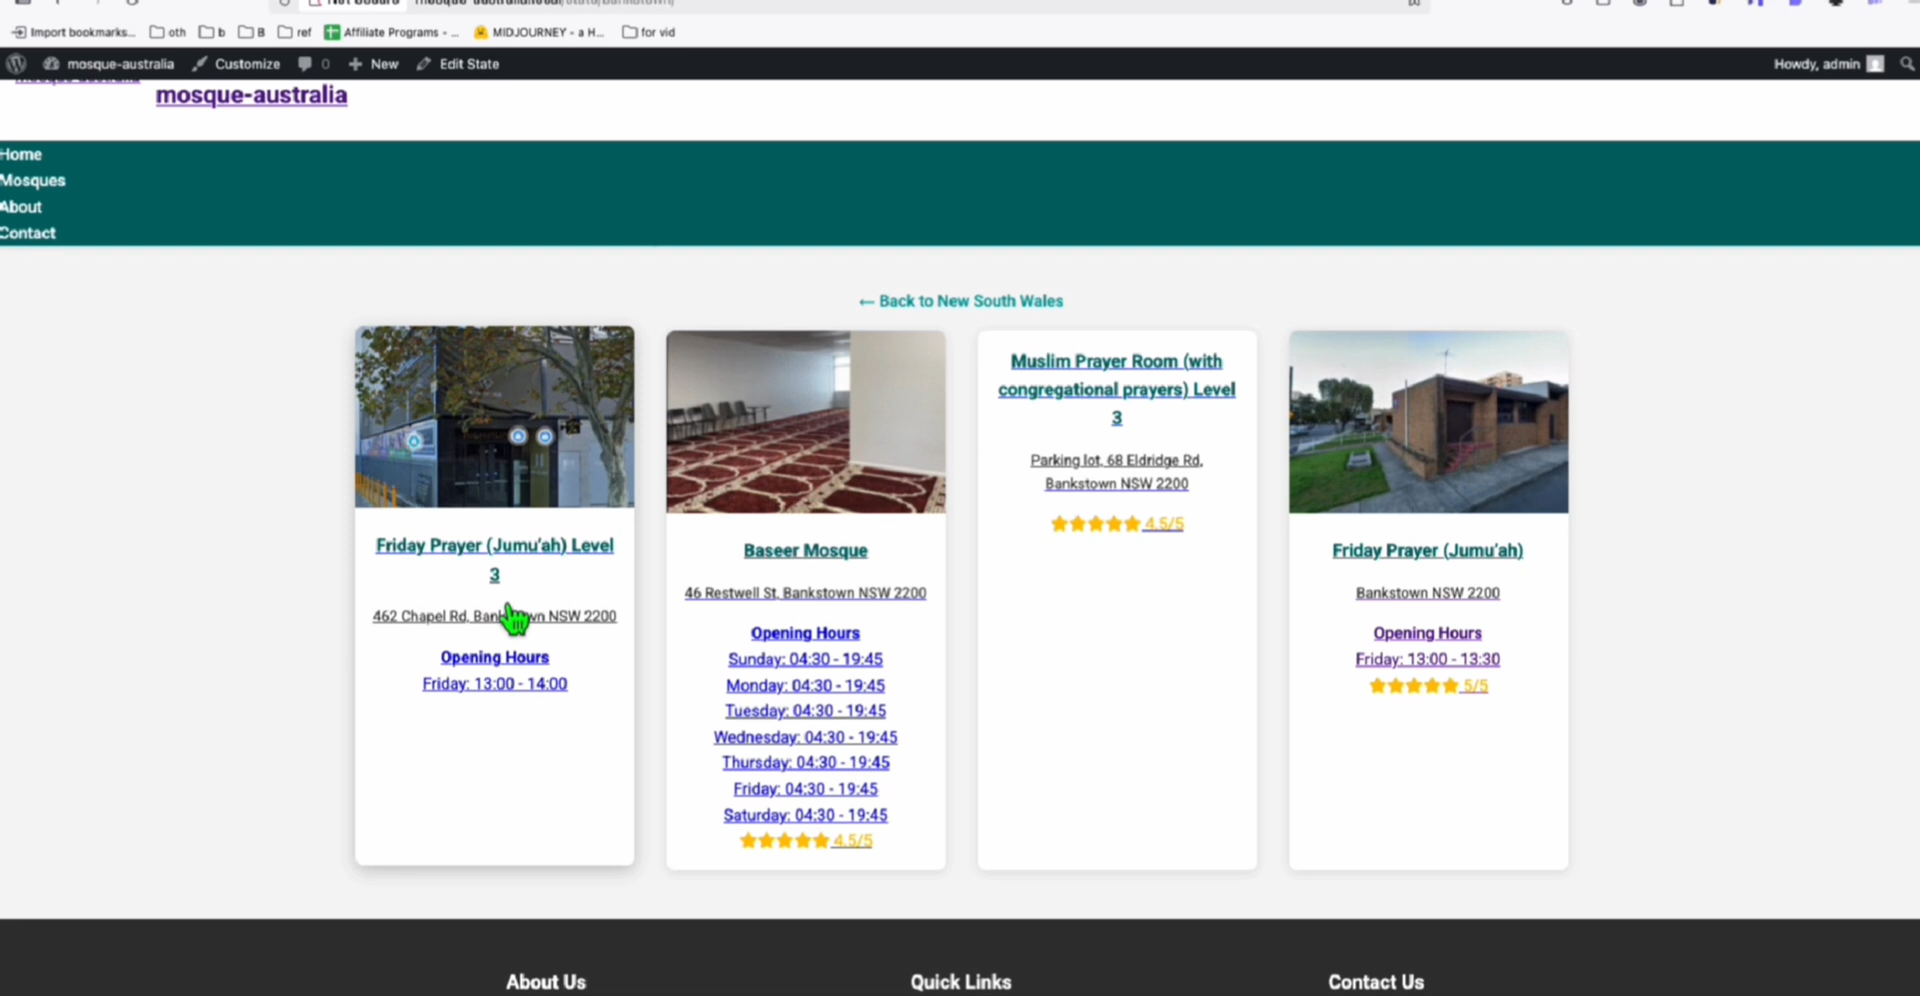 Import bookmarks...
oth
b
B
ref
Affiliate Programs - ...
MIDJOURNEY - a H...
for vid
mosque-australia
Customize
0
New
Edit State
Howdy, admin
mosque-australia
Home
Mosques
About
Contact
← Back to New South Wales
Friday Prayer (Jumu'ah) Level
3
462 Chapel Rd, Bankstown NSW 2200
Opening Hours
Friday: 13:00 - 14:00
Baseer Mosque
46 Restwell St, Bankstown NSW 2200
Opening Hours
Sunday: 04:30 - 19:45
Monday: 04:30 - 19:45
Tuesday: 04:30 - 19:45
Wednesday: 04:30 - 19:45
Thursday: 04:30 - 19:45
Friday: 04:30 - 19:45
Saturday: 04:30 - 19:45
4.5/5
Muslim Prayer Room (with
congregational prayers) Level
3
Parking lot, 68 Eldridge Rd,
Bankstown NSW 2200
4.5/5
Friday Prayer (Jumu'ah)
Bankstown NSW 2200
Opening Hours
Friday: 13:00 - 13:30
5/5
About Us
Quick Links
Contact Us